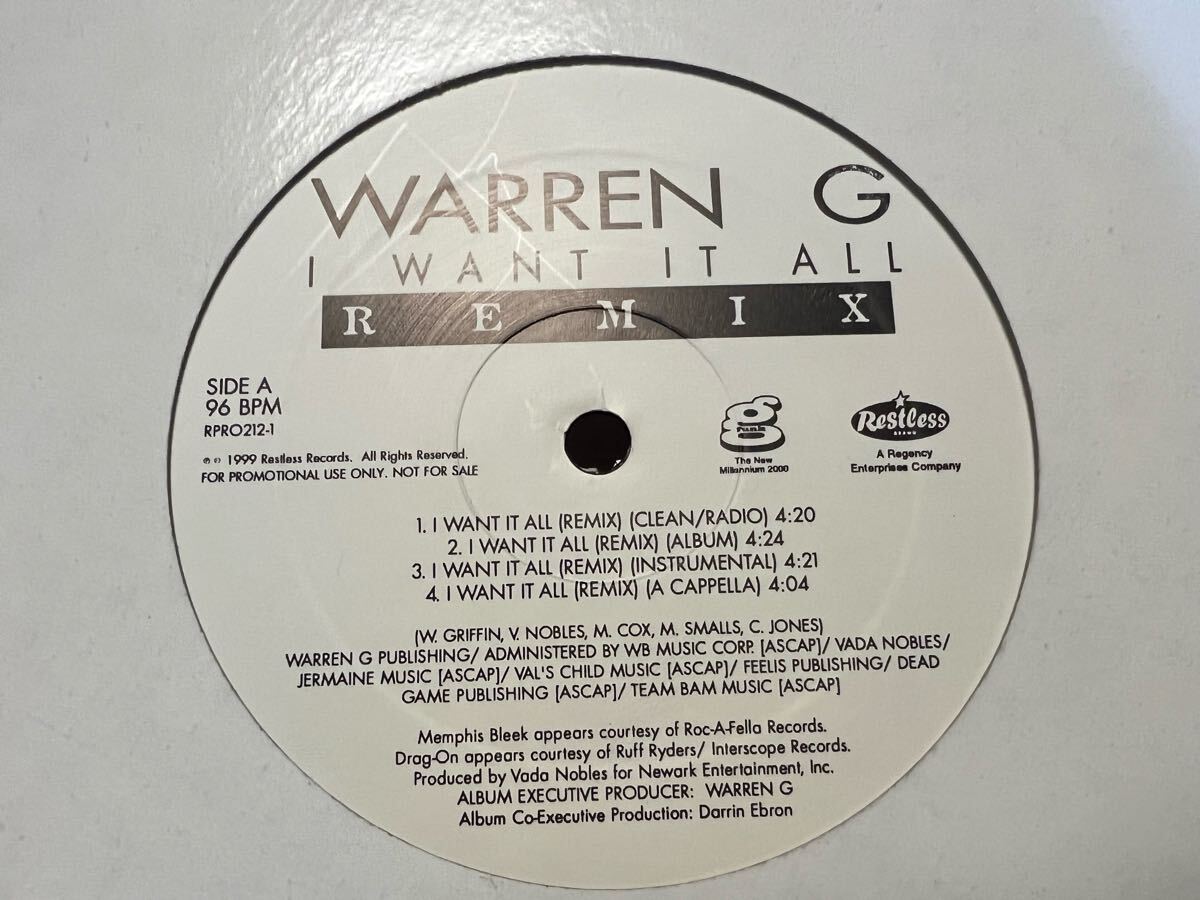 WARREN G
I WANT IT ALL
REMIX
SIDE A
96 BPM
RPRO212-1
℗ © 1999 Restless Records. All Rights Reserved.
FOR PROMOTIONAL USE ONLY. NOT FOR SALE
g funk
The New
Millennium 2000
Restless
BRAND
A Regency
Enterprises Company
1. I WANT IT ALL (REMIX) (CLEAN/RADIO) 4:20
2. I WANT IT ALL (REMIX) (ALBUM) 4:24
3. I WANT IT ALL (REMIX) (INSTRUMENTAL) 4:21
4. I WANT IT ALL (REMIX) (A CAPPELLA) 4:04
(W. GRIFFIN, V. NOBLES, M. COX, M. SMALLS, C. JONES)
WARREN G PUBLISHING/ ADMINISTERED BY WB MUSIC CORP. [ASCAP]/ VADA NOBLES/
JERMAINE MUSIC [ASCAP]/ VAL'S CHILD MUSIC [ASCAP]/ FEELIS PUBLISHING/ DEAD
GAME PUBLISHING [ASCAP]/ TEAM BAM MUSIC [ASCAP]
Memphis Bleek appears courtesy of Roc-A-Fella Records.
Drag-On appears courtesy of Ruff Ryders/ Interscope Records.
Produced by Vada Nobles for Newark Entertainment, Inc.
ALBUM EXECUTIVE PRODUCER: WARREN G
Album Co-Executive Production: Darrin Ebron